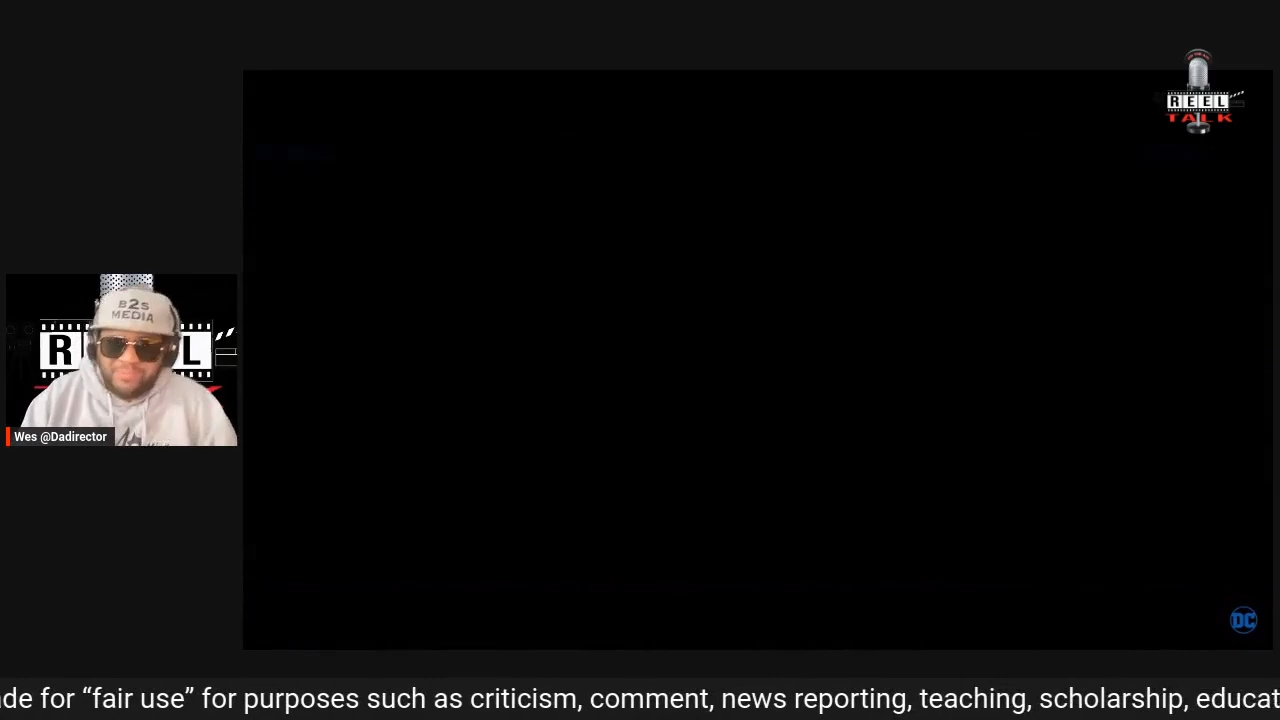 REEL
TALK
B2S
MEDIA
R
L
Wes @Dadirector
DC
de for “fair use” for purposes such as criticism, comment, news reporting, teaching, scholarship, educat